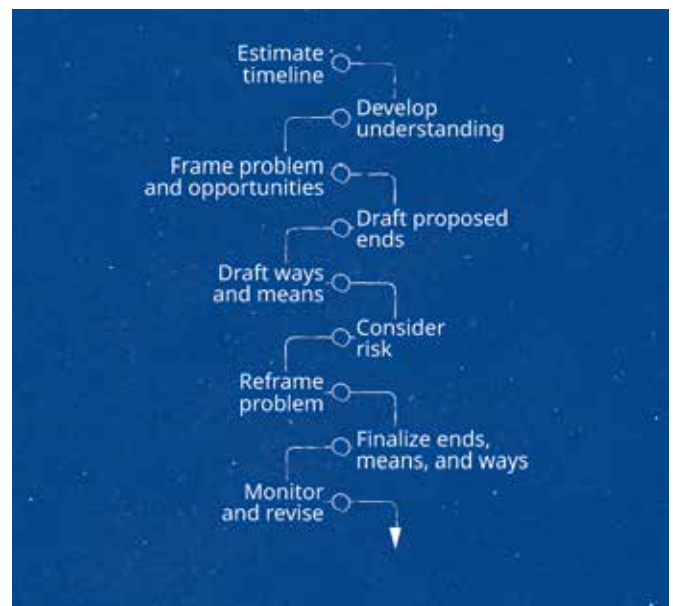 Estimate
timeline
Develop
understanding
Frame problem
and opportunities
Draft proposed
ends
Draft ways
and means
Consider
risk
Reframe
problem
Finalize ends,
means, and ways
Monitor
and revise